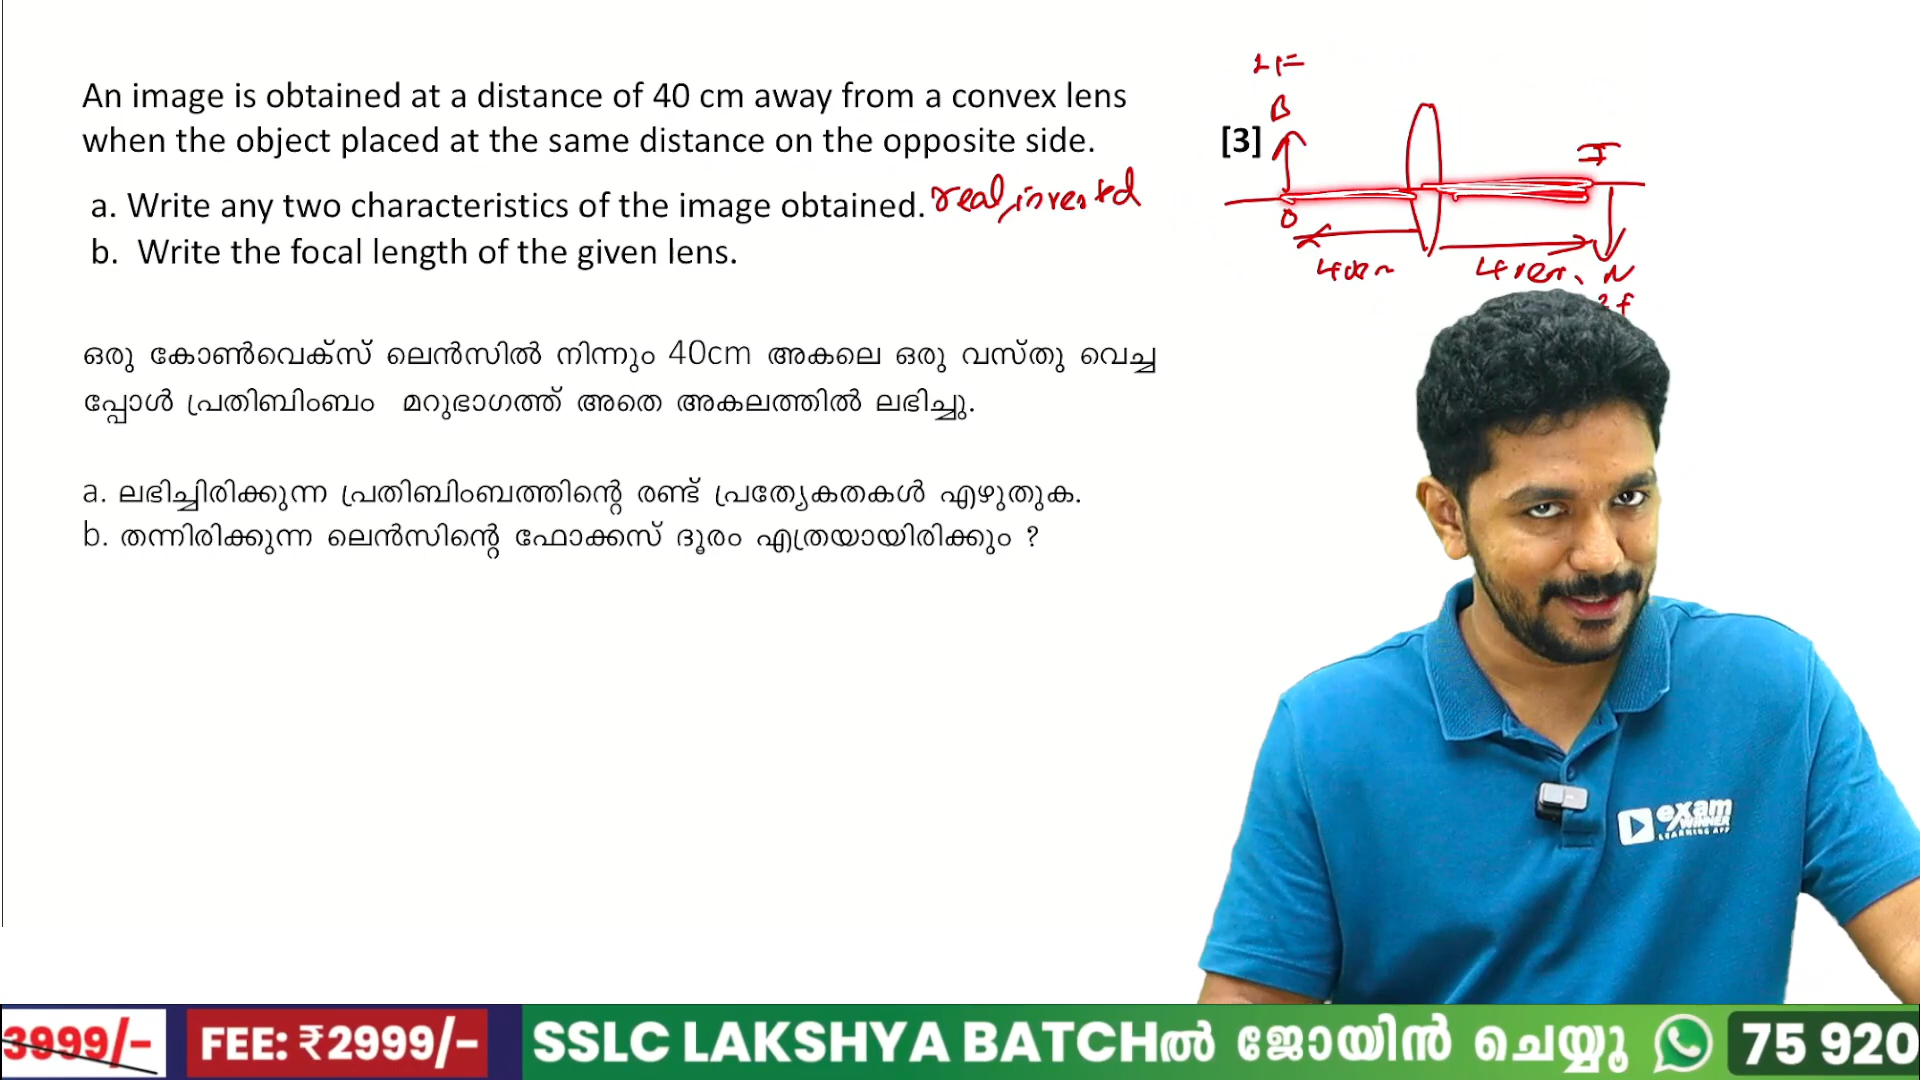 An image is obtained at a distance of 40 cm away from a convex lens
when the object placed at the same distance on the opposite side.
[3]
a. Write any two characteristics of the image obtained. real, inverted
b. Write the focal length of the given lens.
2F
B
O
I
40cm
40cm
N
2f
ഒരു കോൺവെക്സ് ലെൻസിൽ നിന്നും 40cm അകലെ ഒരു വസ്തു വെച്ച
പ്പോൾ പ്രതിബിംബം മറുഭാഗത്ത് അതെ അകലത്തിൽ ലഭിച്ചു.
a. ലഭിച്ചിരിക്കുന്ന പ്രതിബിംബത്തിന്റെ രണ്ട് പ്രത്യേകതകൾ എഴുതുക.
b. തന്നിരിക്കുന്ന ലെൻസിന്റെ ഫോക്കസ് ദൂരം എത്രയായിരിക്കും ?
exam
WINNER
LEARNING APP
3999/-
FEE: ₹2999/-
SSLC LAKSHYA BATCHൽ ജോയിൻ ചെയ്യൂ
75 920